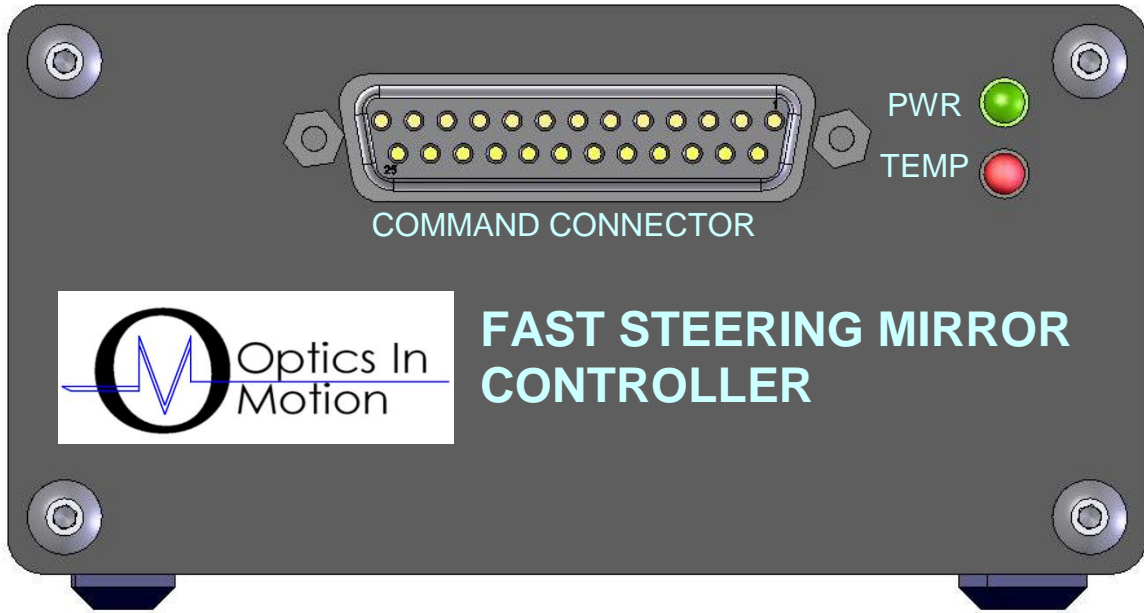 1
25
PWR
TEMP
COMMAND CONNECTOR
Optics In
Motion
FAST STEERING MIRROR
CONTROLLER